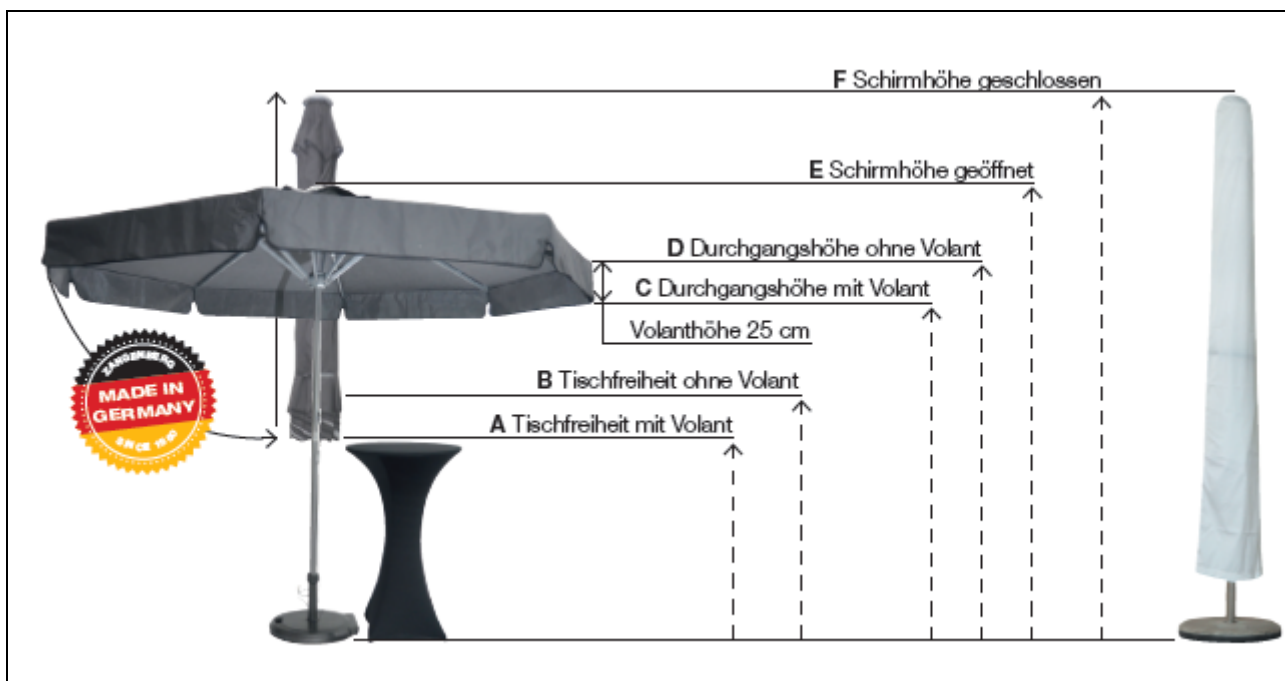 F Schirmhöhe geschlossen
E Schirmhöhe geöffnet
D Durchgangshöhe ohne Volant
C Durchgangshöhe mit Volant
Volanthöhe 25 cm
B Tischfreiheit ohne Volant
A Tischfreiheit mit Volant
ZANGENBERG
MADE IN
GERMANY